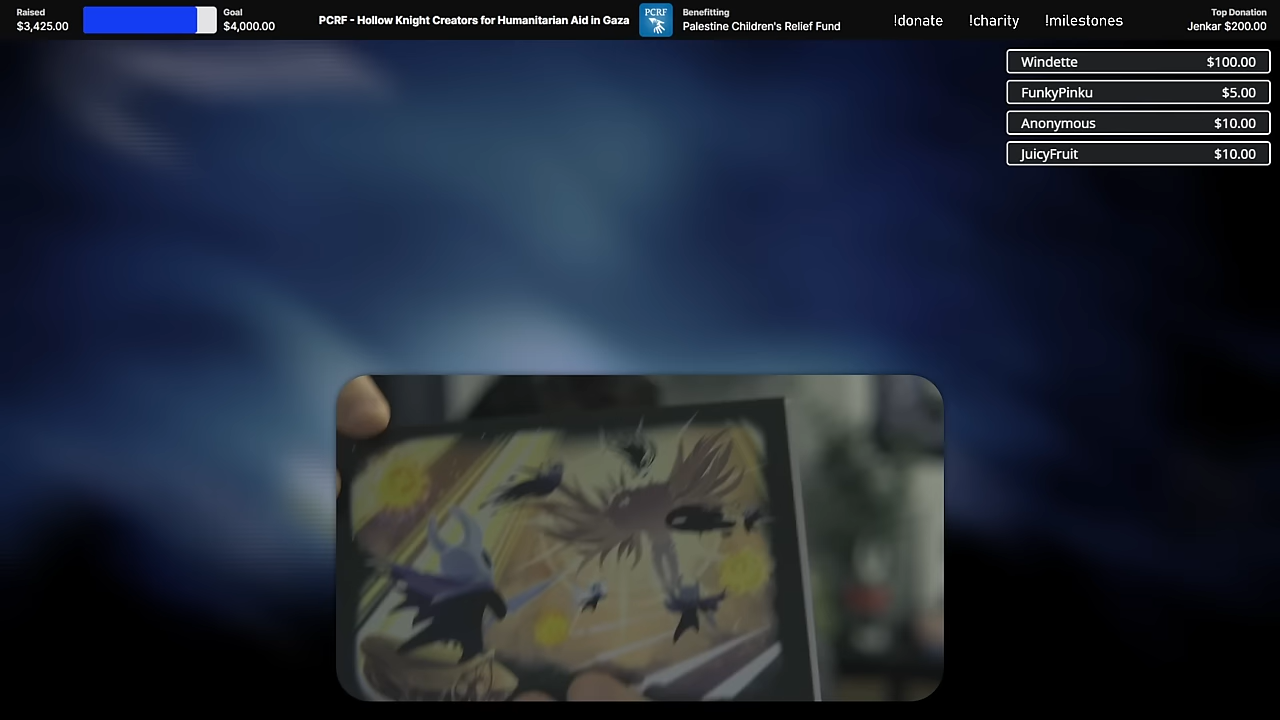 Raised
$3,425.00
Goal
$4,000.00
PCRF - Hollow Knight Creators for Humanitarian Aid in Gaza
PCRF
Benefitting
Palestine Children's Relief Fund
!donate !charity !milestones
Top Donation
Jenkar $200.00
Windette $100.00
FunkyPinku $5.00
Anonymous $10.00
JuicyFruit $10.00